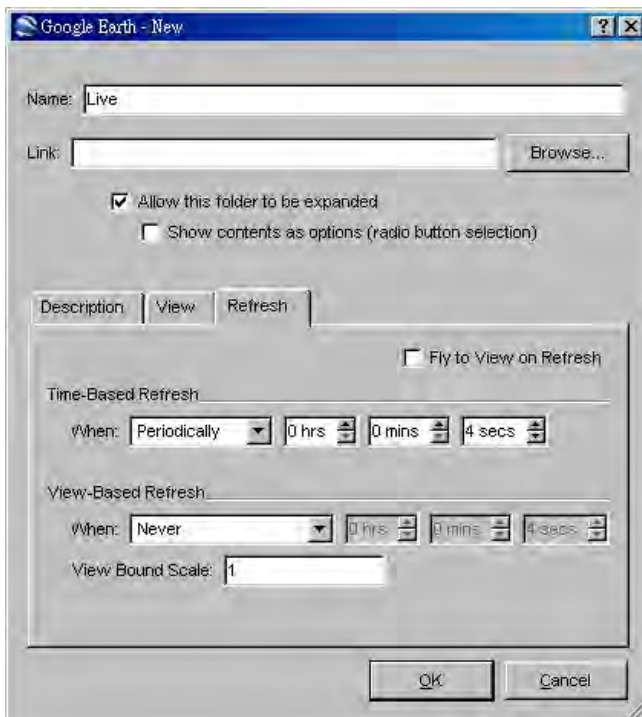 Google Earth - New
Name: Live
Link: Browse...
Allow this folder to be expanded
Show contents as options (radio button selection)
Description View Refresh
Fly to View on Refresh
Time-Based Refresh
When: Periodically 0 hrs 0 mins 4 secs
View-Based Refresh
When: Never 0 hrs 0 mins 4 secs
View Bound Scale: 1
OK Cancel